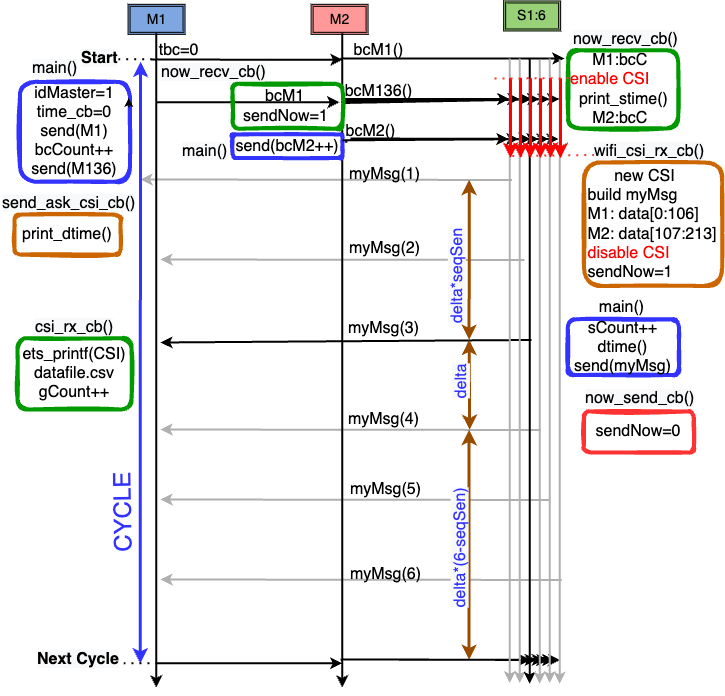 M1
M2
S1:6
Start
tbc=0
bcM1()
now_recv_cb()
M1:bcC
enable CSI
print_stime()
M2:bcC
main()
idMaster=1
time_cb=0
send(M1)
bcCount++
send(M136)
now_recv_cb()
bcM1
sendNow=1
bcM136()
bcM2()
main()
send(bcM2++)
wifi_csi_rx_cb()
new CSI
build myMsg
M1: data[0:106]
M2: data[107:213]
disable CSI
sendNow=1
myMsg(1)
send_ask_csi_cb()
print_dtime()
myMsg(2)
delta*seqSen
main()
sCount++
dtime()
send(myMsg)
csi_rx_cb()
ets_printf(CSI)
datafile.csv
gCount++
myMsg(3)
delta
now_send_cb()
sendNow=0
myMsg(4)
CYCLE
myMsg(5)
delta*(6-seqSen)
myMsg(6)
Next Cycle